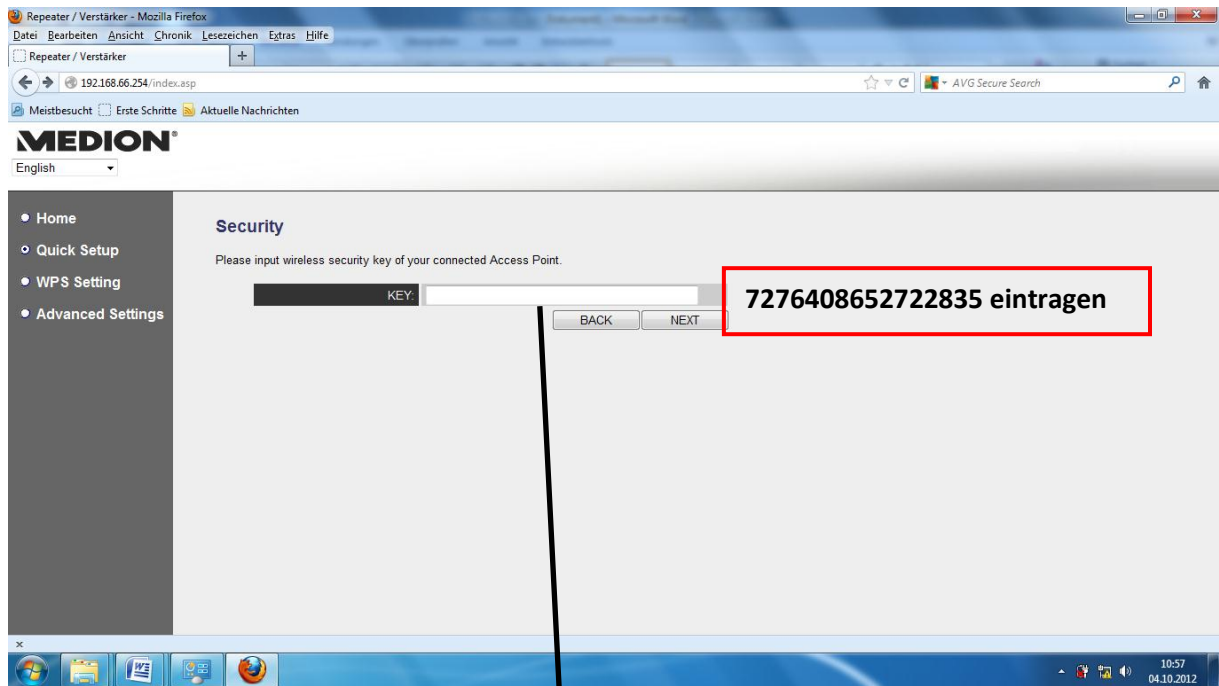 Repeater / Verstärker - Mozilla Firefox
Datei Bearbeiten Ansicht Chronik Lesezeichen Extras Hilfe
Repeater / Verstärker +
192.168.66.254/index.asp
AVG Secure Search
Meistbesucht Erste Schritte Aktuelle Nachrichten
MEDION®
English
Home
Quick Setup
WPS Setting
Advanced Settings
Security
Please input wireless security key of your connected Access Point.
KEY:
7276408652722835 eintragen
BACK NEXT
x
10:57
04.10.2012